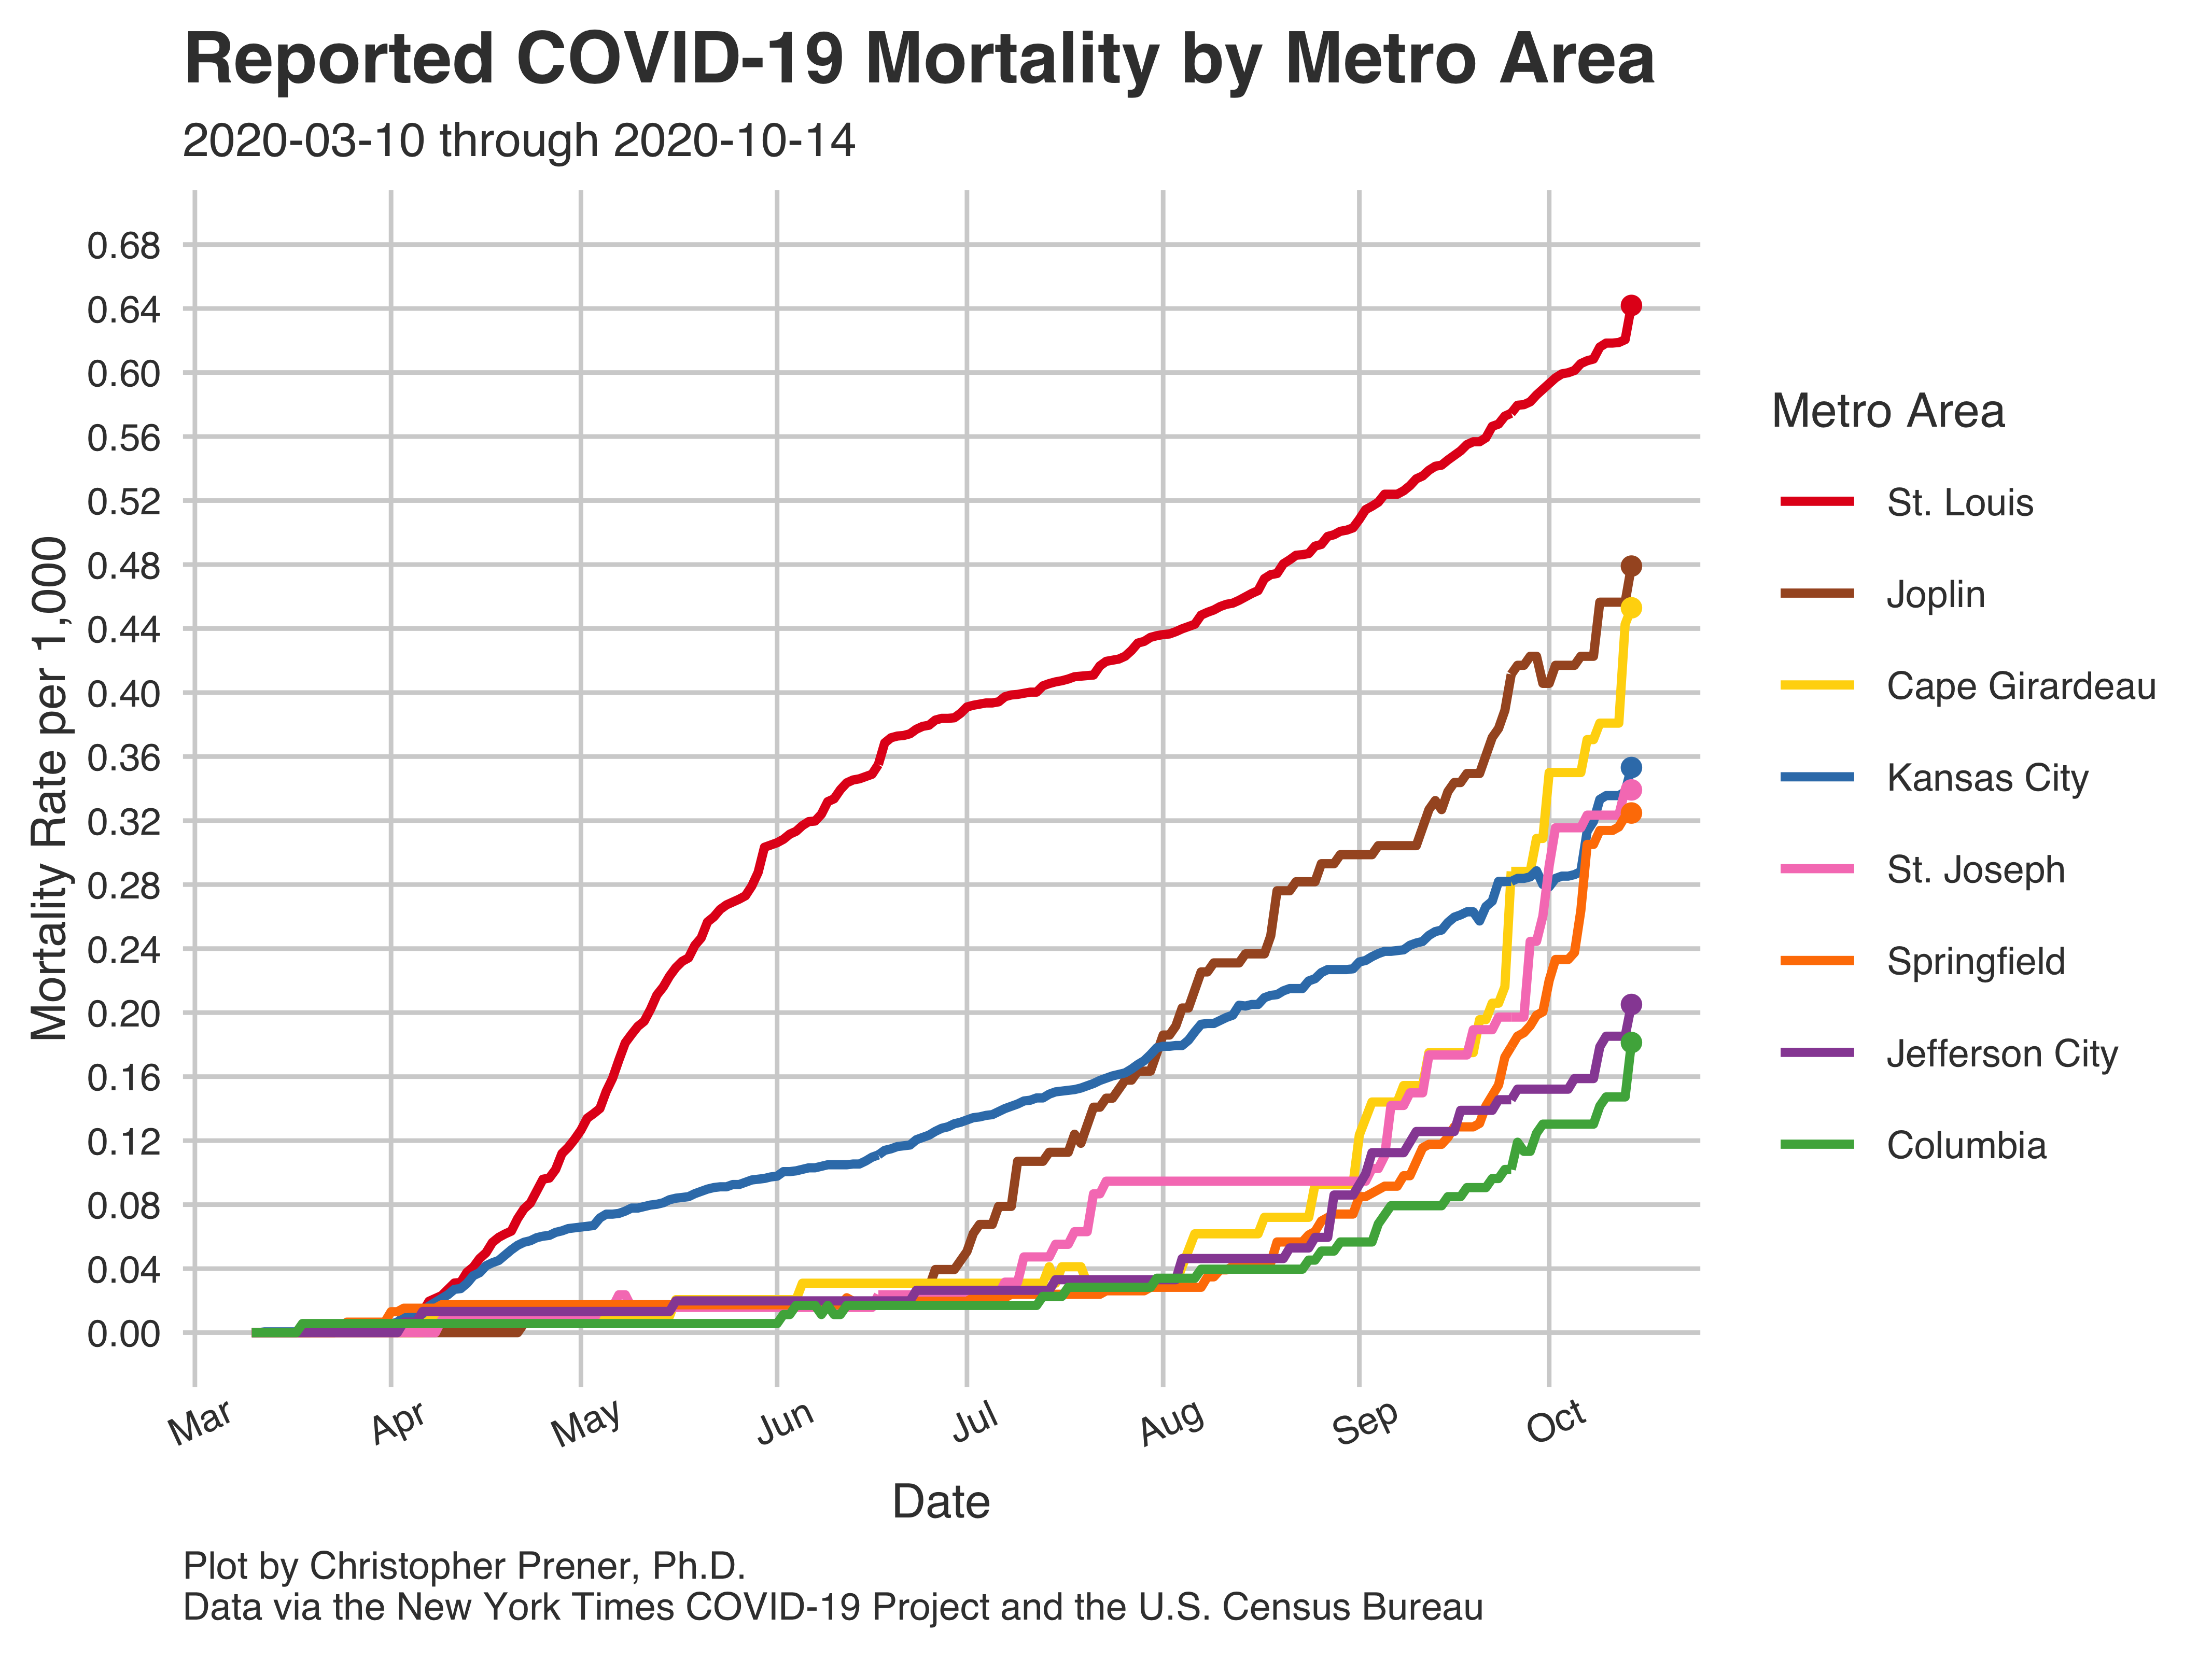 Reported COVID-19 Mortality by Metro Area
2020-03-10 through 2020-10-14
Mortality Rate per 1,000
0.68
0.64
0.60
0.56
0.52
0.48
0.44
0.40
0.36
0.32
0.28
0.24
0.20
0.16
0.12
0.08
0.04
0.00
Mar
Apr
May
Jun
Jul
Aug
Sep
Oct
Date
Metro Area
St. Louis
Joplin
Cape Girardeau
Kansas City
St. Joseph
Springfield
Jefferson City
Columbia
Plot by Christopher Prener, Ph.D.
Data via the New York Times COVID-19 Project and the U.S. Census Bureau